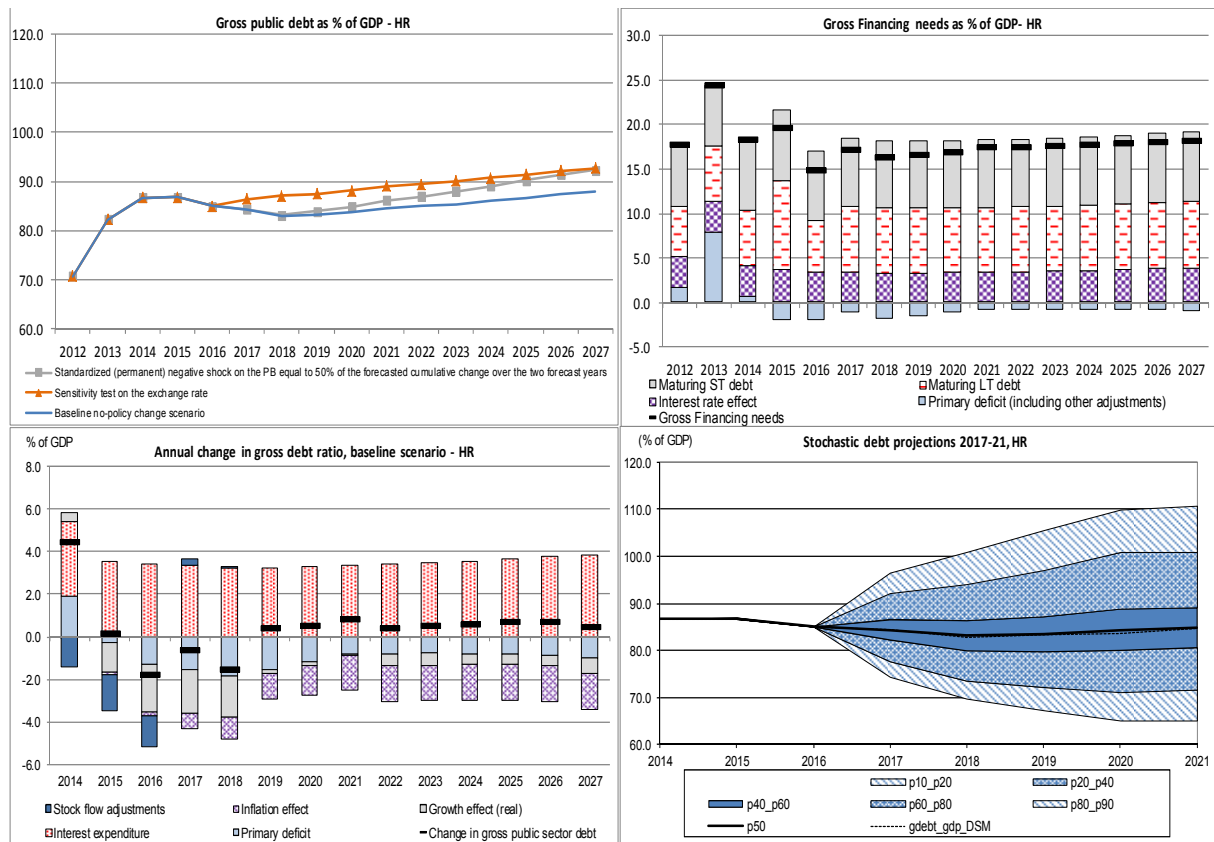 Gross public debt as % of GDP - HR
120.0
110.0
100.0
90.0
80.0
70.0
60.0
2012 2013 2014 2015 2016 2017 2018 2019 2020 2021 2022 2023 2024 2025 2026 2027
Standardized (permanent) negative shock on the PB equal to 50% of the forecasted cumulative change over the two forecast years
Sensitivity test on the exchange rate
Baseline no-policy change scenario
Gross Financing needs as % of GDP- HR
30.0
25.0
20.0
15.0
10.0
5.0
0.0
-5.0
2012 2013 2014 2015 2016 2017 2018 2019 2020 2021 2022 2023 2024 2025 2026 2027
Maturing ST debt Maturing LT debt
Interest rate effect Primary deficit (including other adjustments)
Gross Financing needs
% of GDP
Annual change in gross debt ratio, baseline scenario - HR
8.0
6.0
4.0
2.0
0.0
-2.0
-4.0
-6.0
2014 2015 2016 2017 2018 2019 2020 2021 2022 2023 2024 2025 2026 2027
Stock flow adjustments Inflation effect Growth effect (real)
Interest expenditure Primary deficit Change in gross public sector debt
(% of GDP)
Stochastic debt projections 2017-21, HR
120.0
110.0
100.0
90.0
80.0
70.0
60.0
2014 2015 2016 2017 2018 2019 2020 2021
p10_p20 p20_p40
p40_p60 p60_p80 p80_p90
p50 gdebt_gdp_DSM